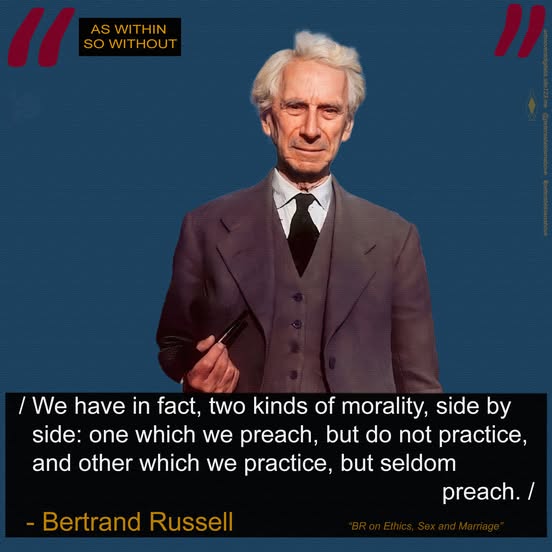 AS WITHIN
SO WITHOUT
/ We have in fact, two kinds of morality, side by
side: one which we preach, but do not practice,
and other which we practice, but seldom
preach. /
- Bertrand Russell
"BR on Ethics, Sex and Marriage"